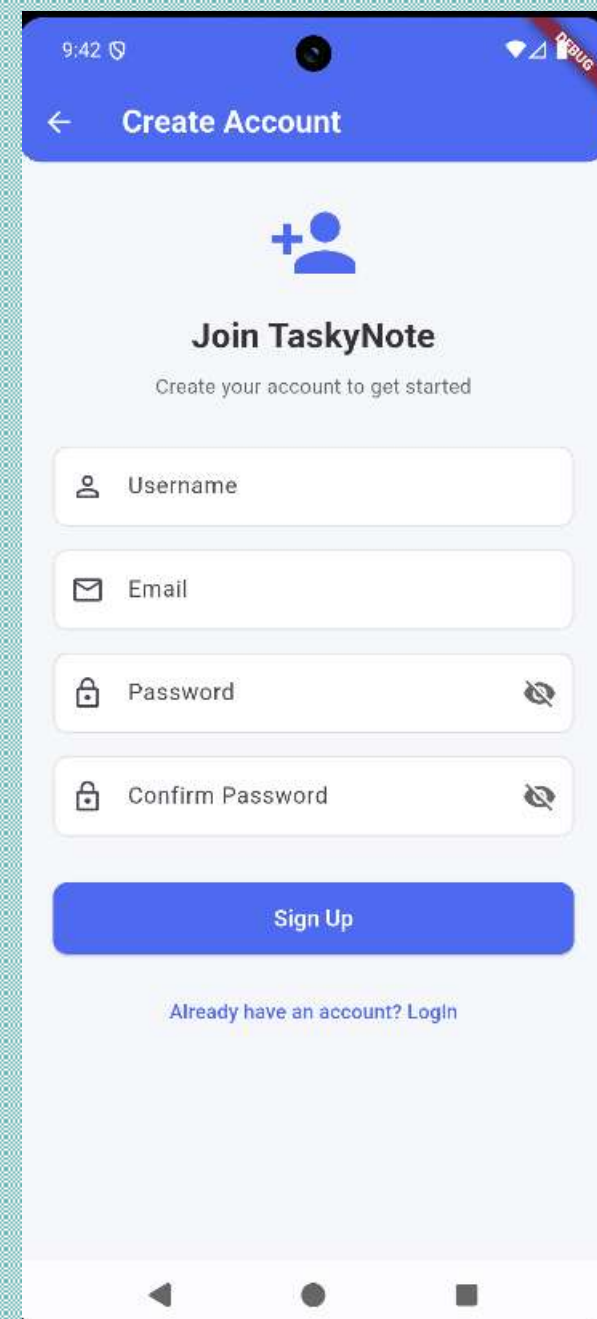 9:42
DEBUG
Create Account
Join TaskyNote
Create your account to get started
Username
Email
Password
Confirm Password
Sign Up
Already have an account? Login